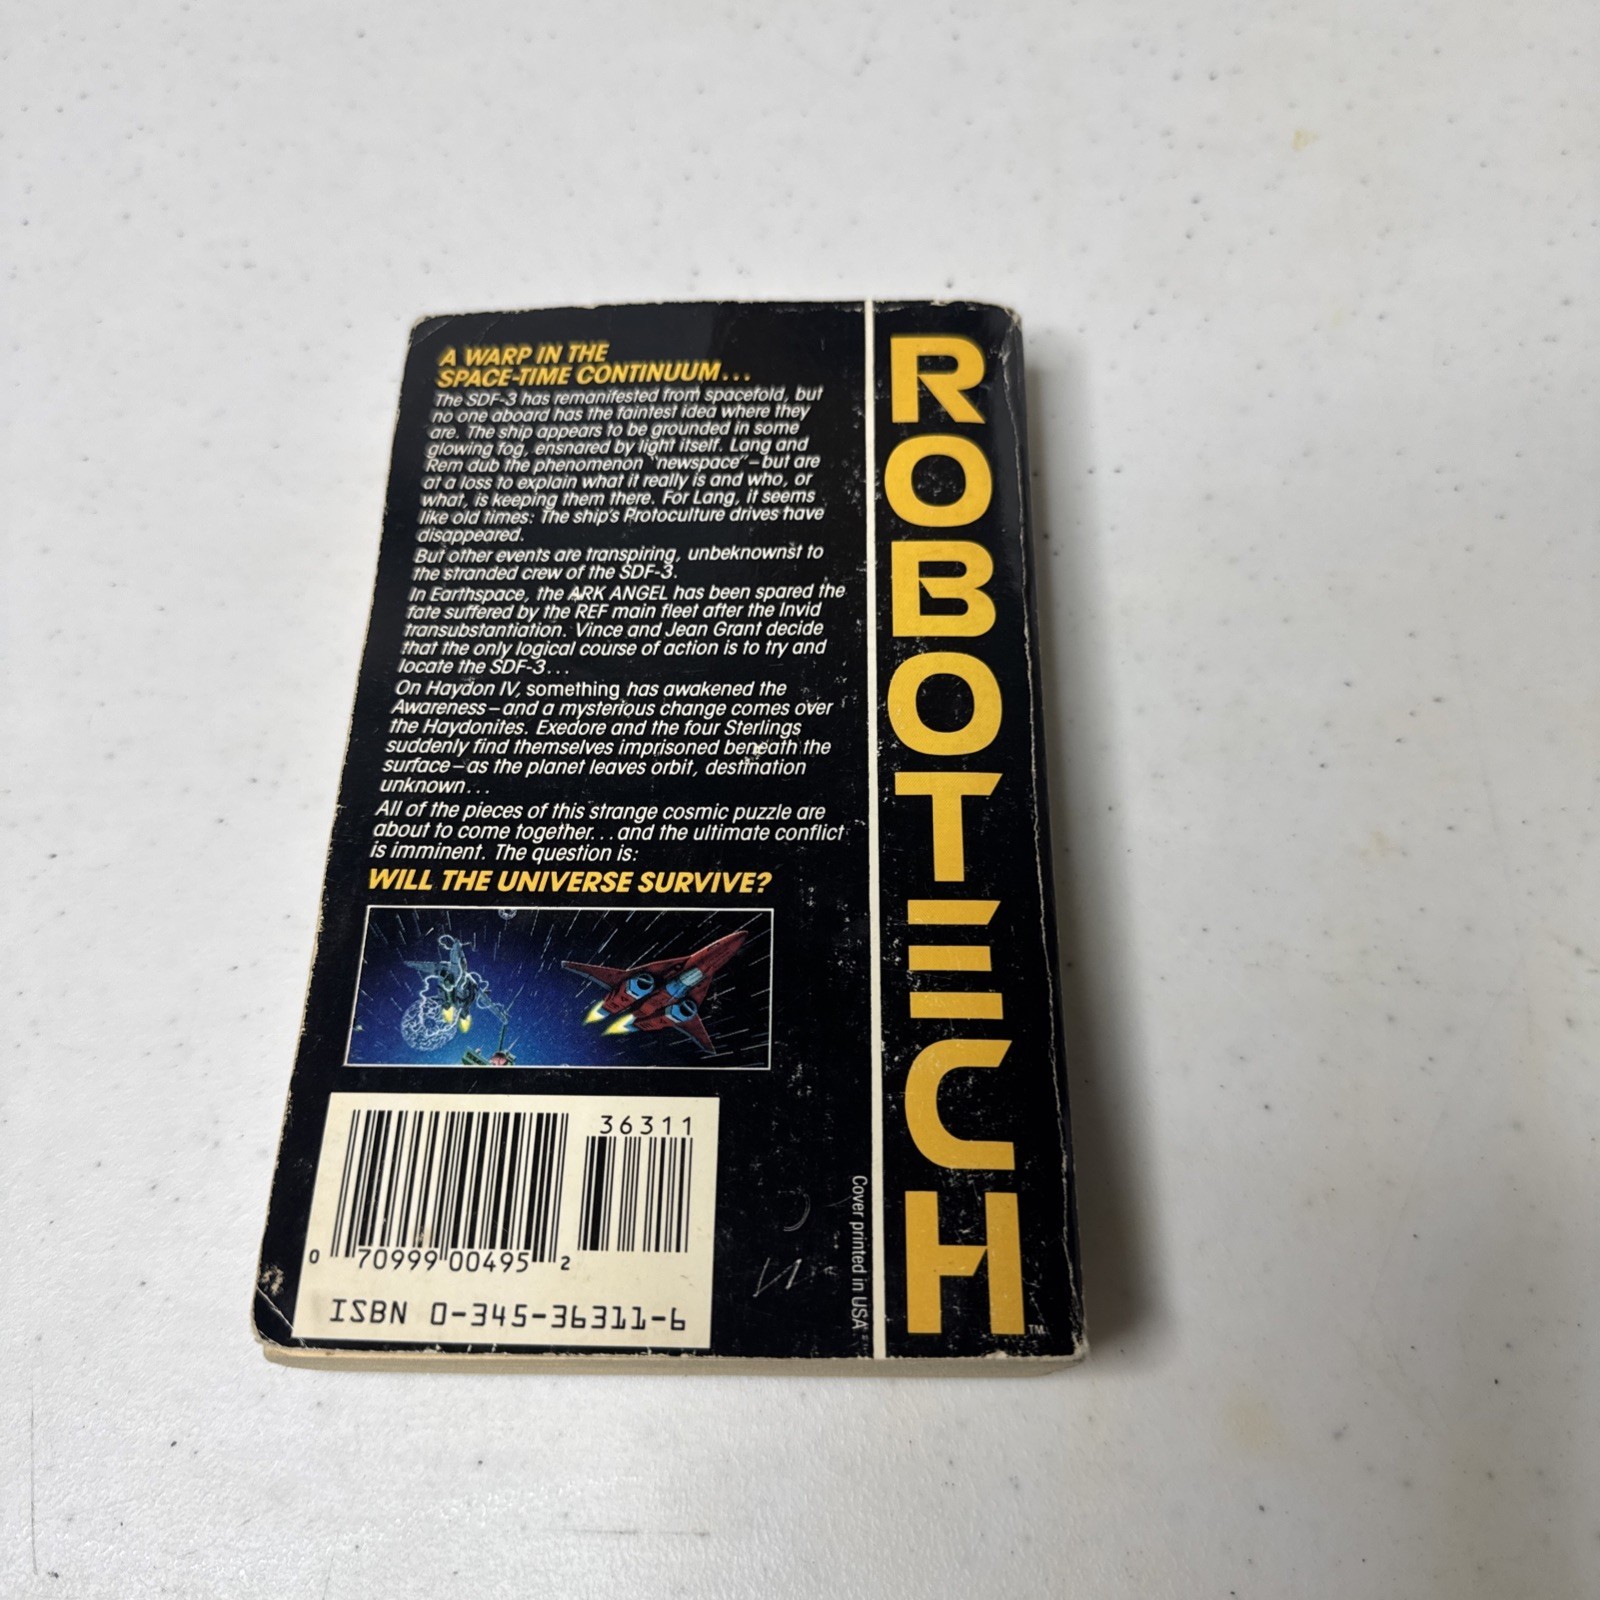 A WARP IN THE
SPACE-TIME CONTINUUM...
The SDF-3 has remanifested from spacefold, but
no one aboard has the faintest idea where they
are. The ship appears to be grounded in some
glowing fog, ensnared by light itself. Lang and
Rem dub the phenomenon "newspace"—but are
at a loss to explain what it really is and who, or
what, is keeping them there. For Lang, it seems
like old times: The ship's Protoculture drives have
disappeared.
But other events are transpiring, unbeknownst to
the stranded crew of the SDF-3.
In Earthspace, the ARK ANGEL has been spared the
fate suffered by the REF main fleet after the Invid
transubstantiation. Vince and Jean Grant decide
that the only logical course of action is to try and
locate the SDF-3...
On Haydon IV, something has awakened the
Awareness—and a mysterious change comes over
the Haydonites. Exedore and the four Sterlings
suddenly find themselves imprisoned beneath the
surface—as the planet leaves orbit, destination
unknown...
All of the pieces of this strange cosmic puzzle are
about to come together...and the ultimate conflict
is imminent. The question is:
WILL THE UNIVERSE SURVIVE?
36311
0 70999 00495 2
ISBN 0-345-36311-6
Cover printed in USA
ROBOTECH
TM